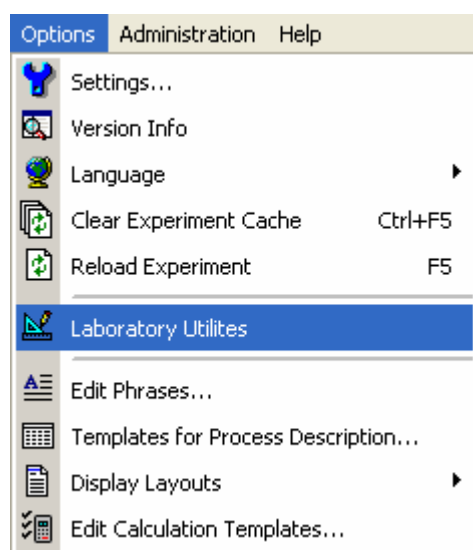 Options Administration Help
Settings...
Version Info
Language
Clear Experiment Cache Ctrl+F5
Reload Experiment F5
Laboratory Utilites
Edit Phrases...
Templates for Process Description...
Display Layouts
Edit Calculation Templates...